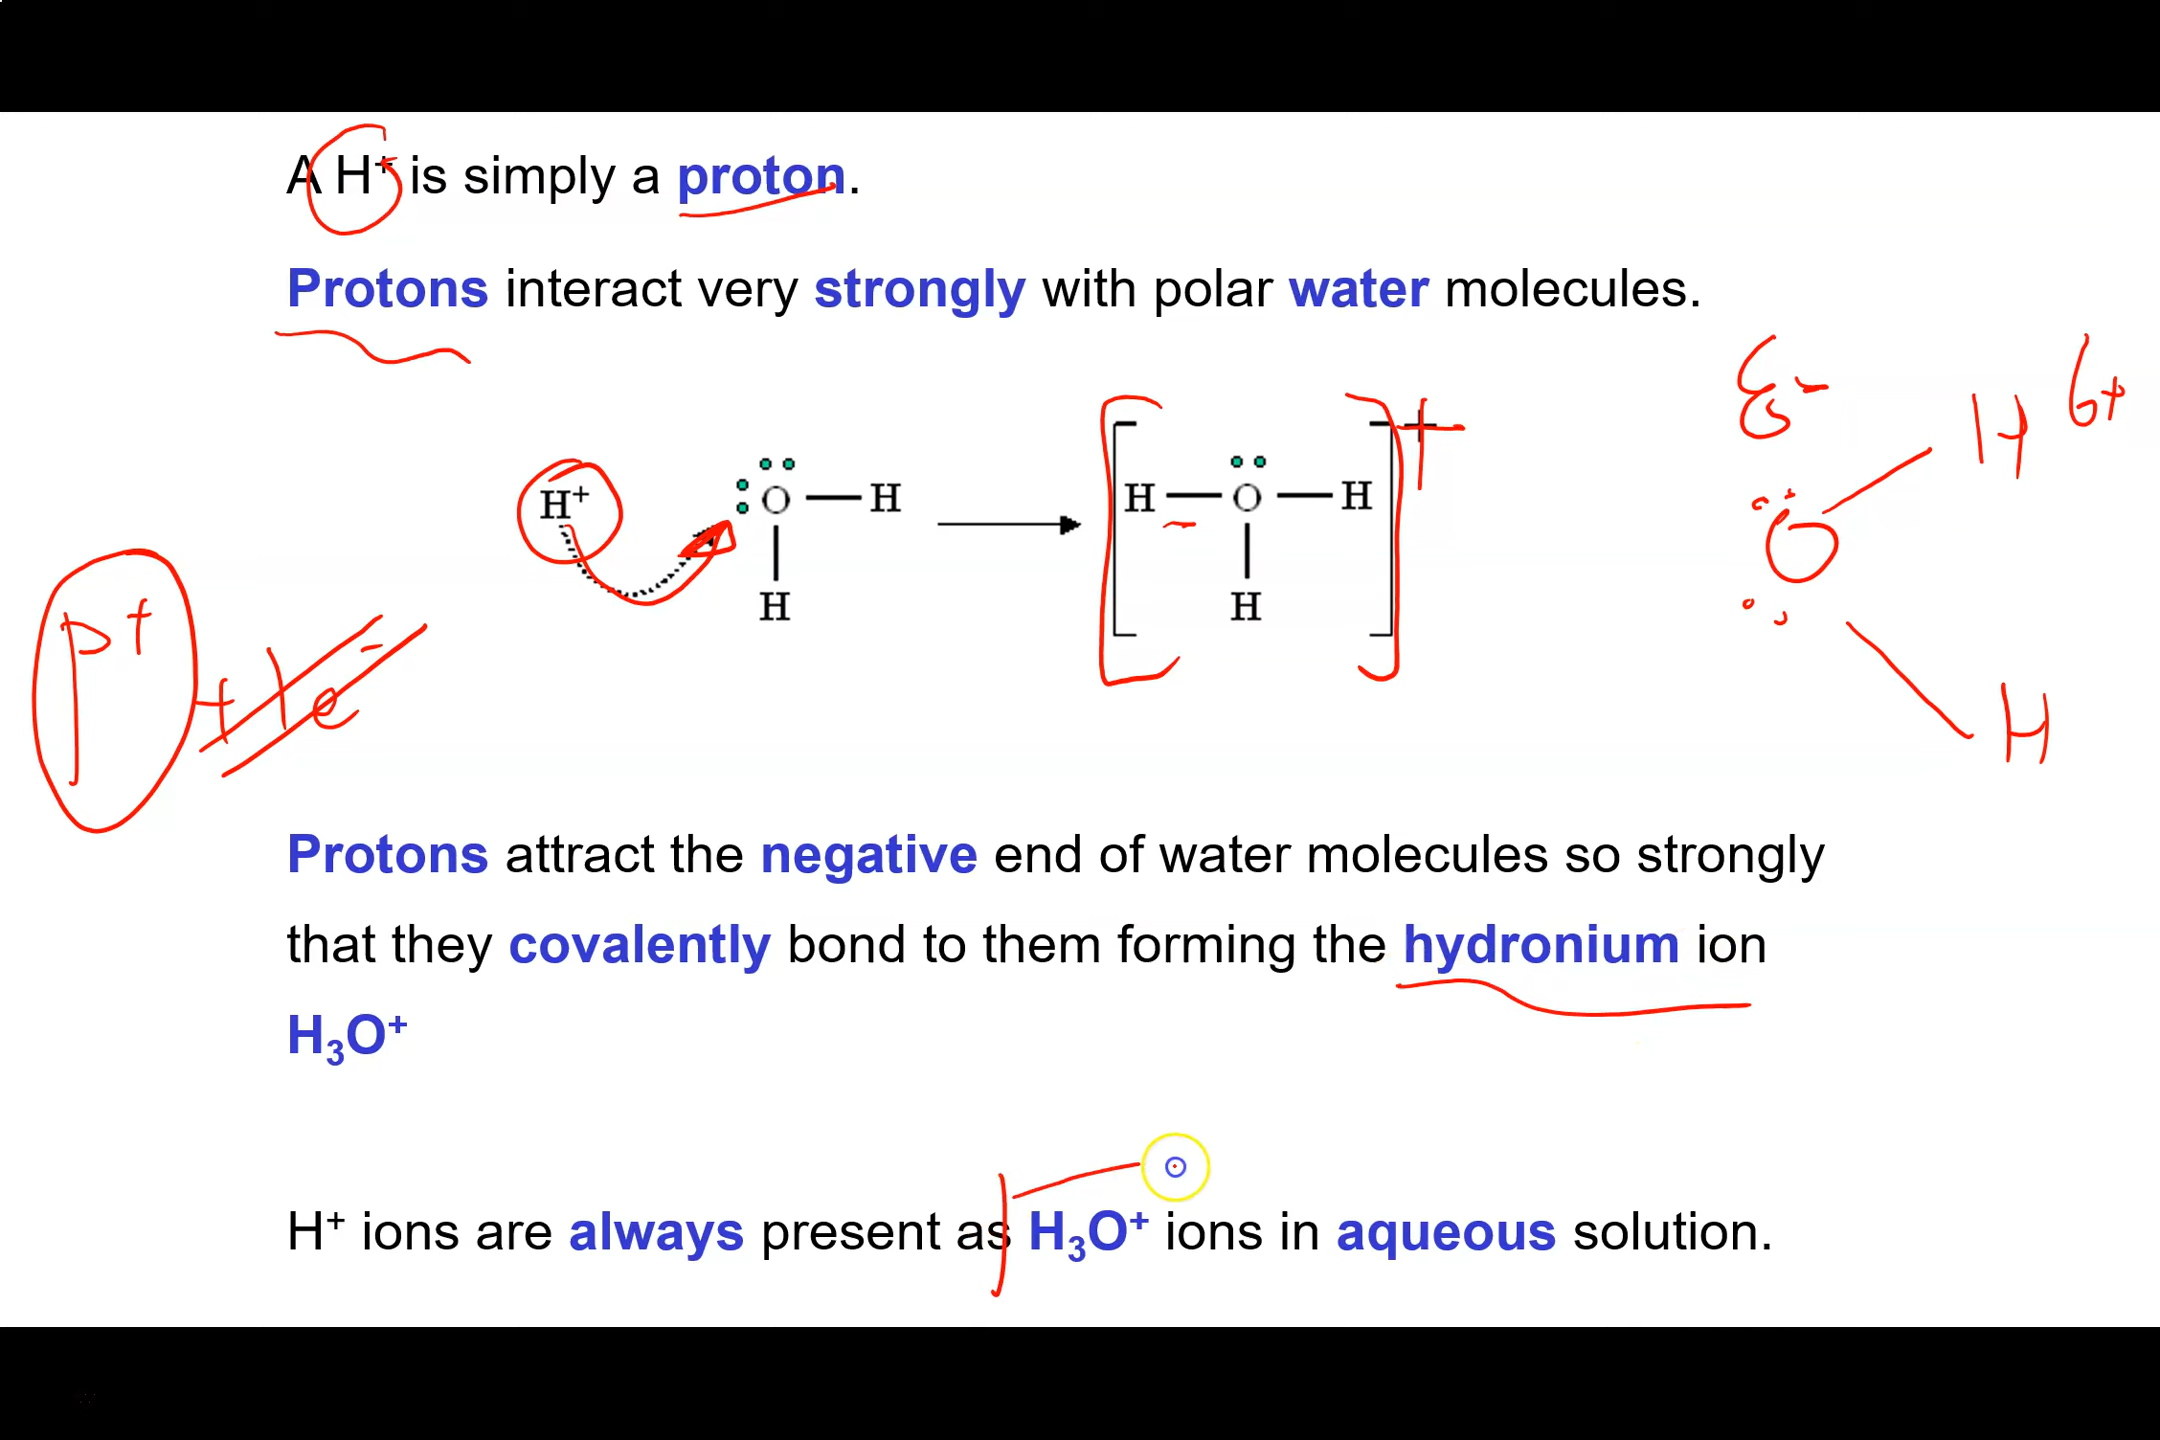 A H⁺ is simply a proton.
Protons interact very strongly with polar water molecules.
δ- H δ+
H⁺ O — H [ H — O — H ]⁺ O
H H H
p+ + 1e-
Protons attract the negative end of water molecules so strongly
that they covalently bond to them forming the hydronium ion
H₃O⁺
H⁺ ions are always present as H₃O⁺ ions in aqueous solution.